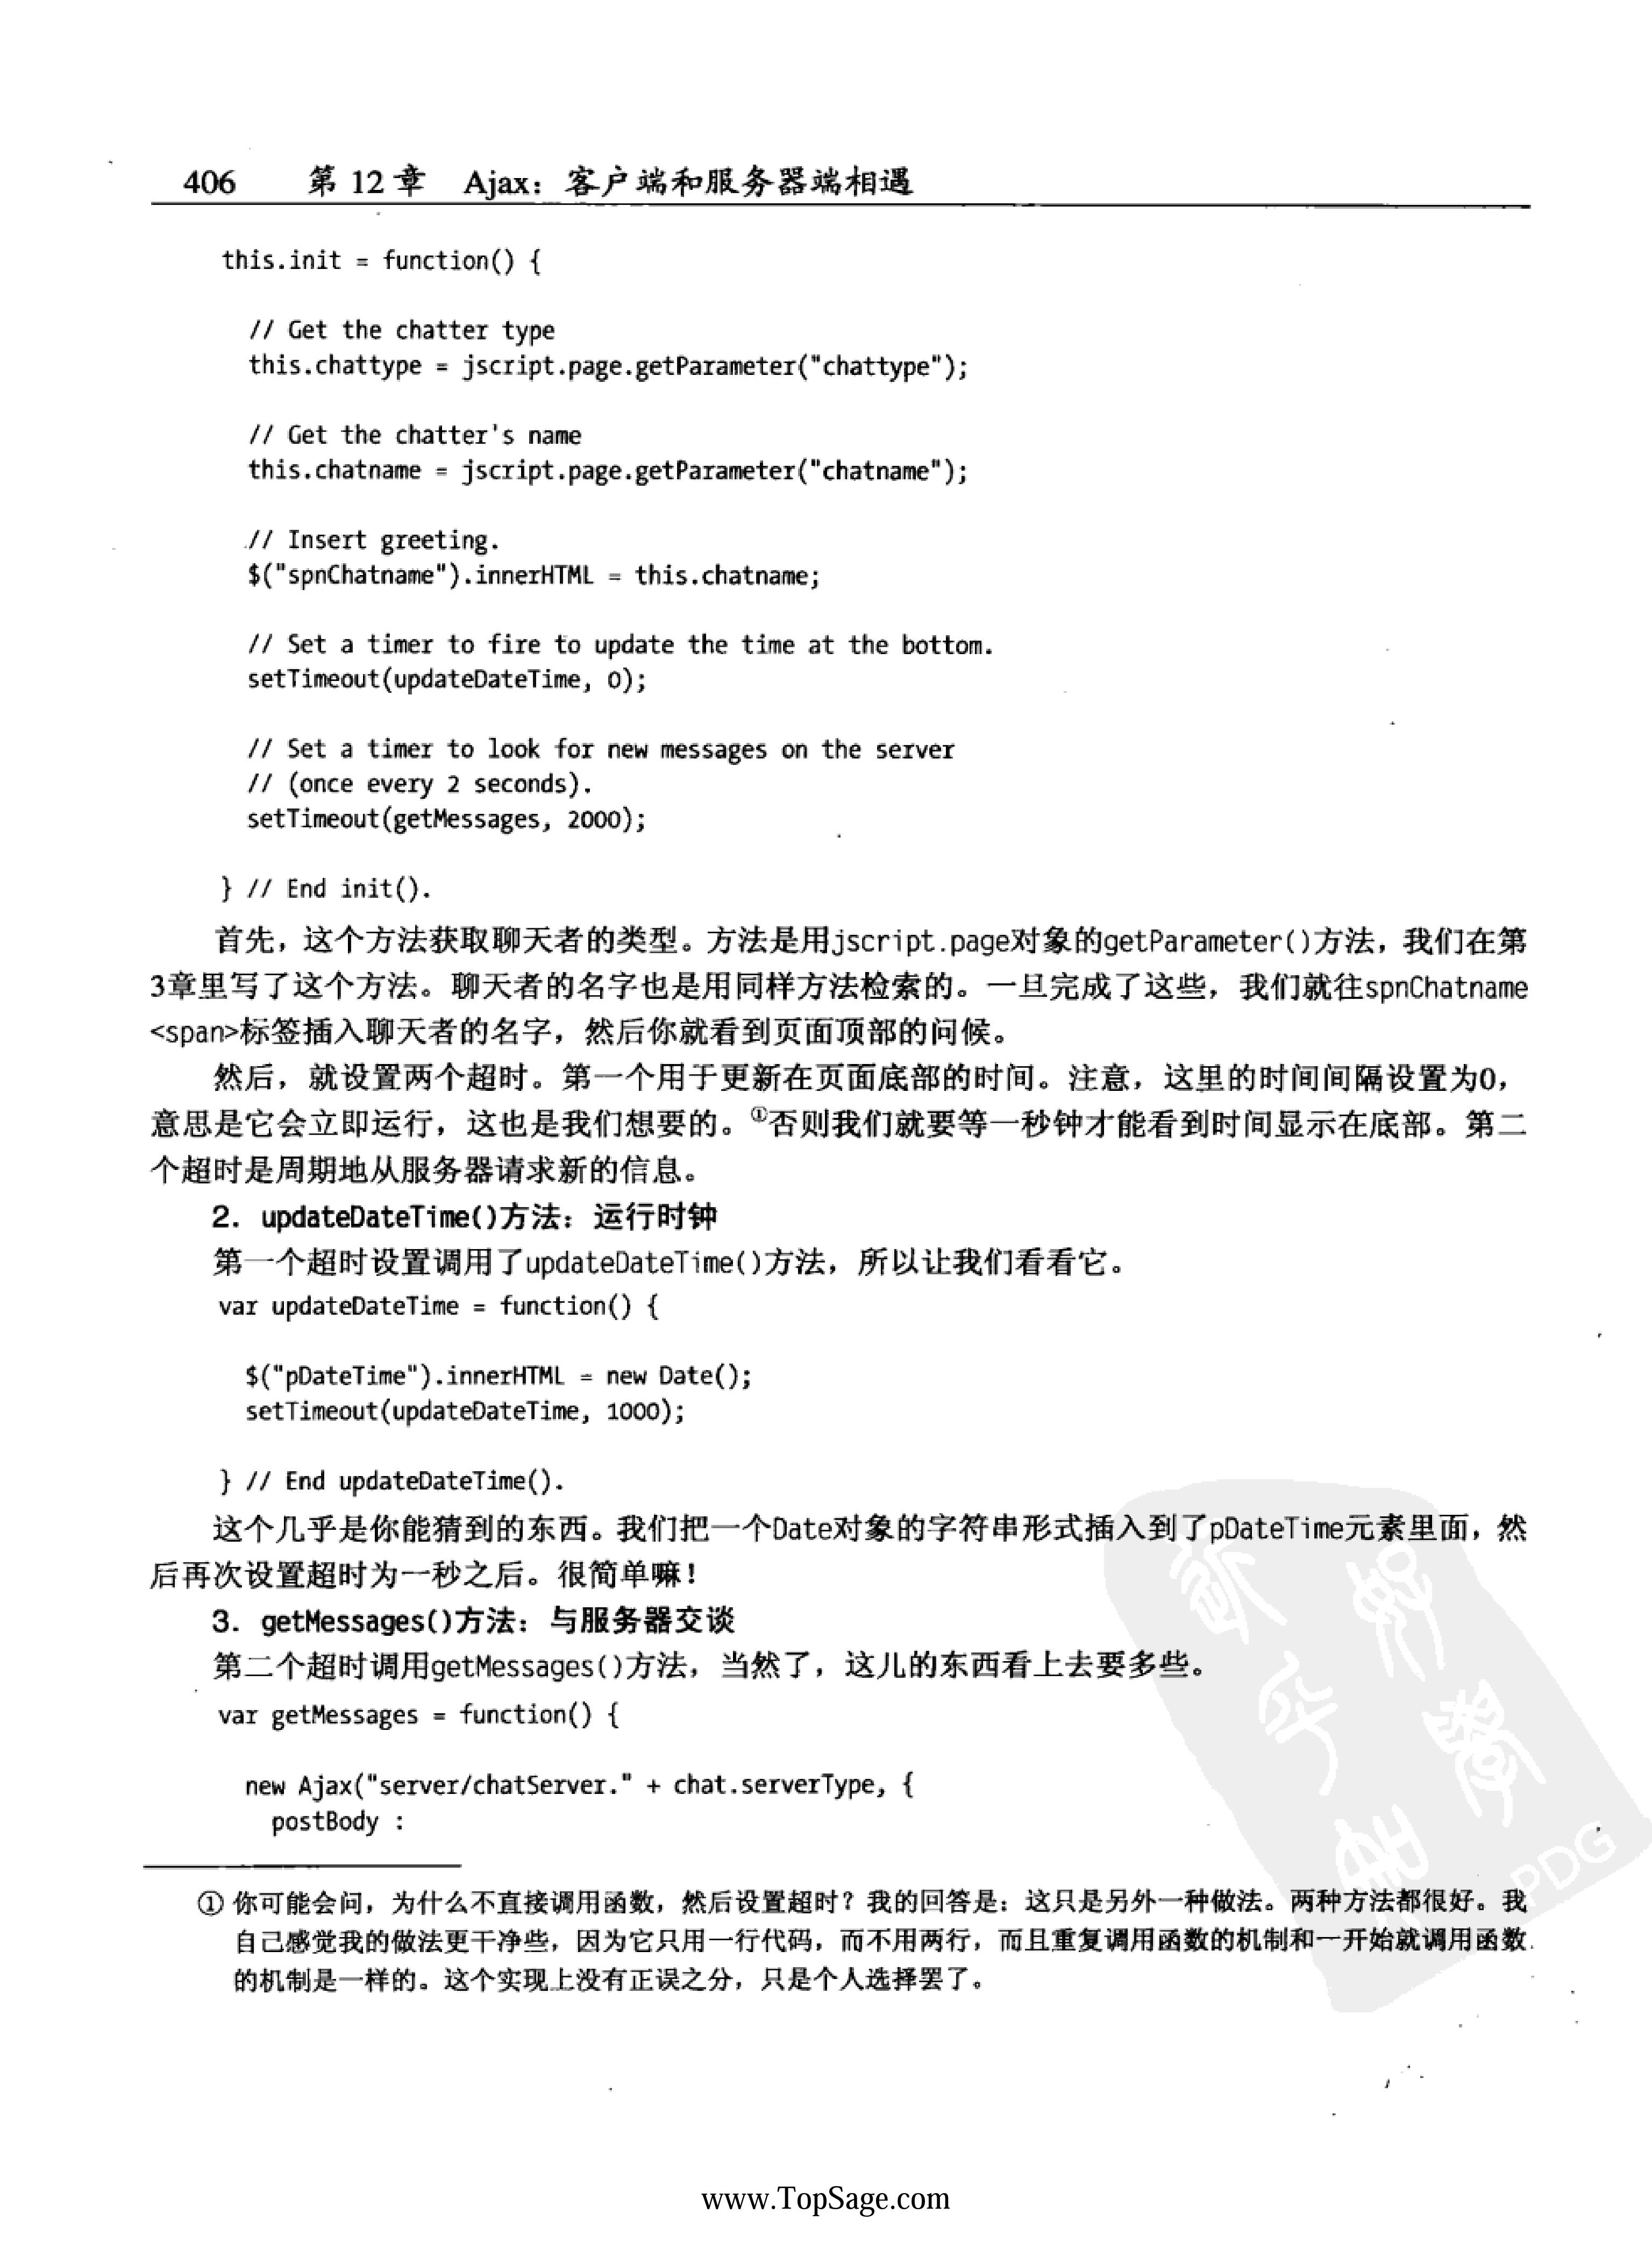 406 第 12 章 Ajax：客户端和服务器端相遇
this.init = function() {
// Get the chatter type
this.chattype = jscript.page.getParameter("chattype");
// Get the chatter's name
this.chatname = jscript.page.getParameter("chatname");
// Insert greeting.
$("spnChatname").innerHTML = this.chatname;
// Set a timer to fire to update the time at the bottom.
setTimeout(updateDateTime, 0);
// Set a timer to look for new messages on the server
// (once every 2 seconds).
setTimeout(getMessages, 2000);
} // End init().
首先，这个方法获取聊天者的类型。方法是用jscript.page对象的getParameter()方法，我们在第
3章里写了这个方法。聊天者的名字也是用同样方法检索的。一旦完成了这些，我们就往spnChatname
<span>标签插入聊天者的名字，然后你就看到页面顶部的问候。
然后，就设置两个超时。第一个用于更新在页面底部的时间。注意，这里的时间间隔设置为0，
意思是它会立即运行，这也是我们想要的。①否则我们就要等一秒钟才能看到时间显示在底部。第二
个超时是周期地从服务器请求新的信息。
2. updateDateTime()方法：运行时钟
第一个超时设置调用了updateDateTime()方法，所以让我们看看它。
var updateDateTime = function() {
$("pDateTime").innerHTML = new Date();
setTimeout(updateDateTime, 1000);
} // End updateDateTime().
这个几乎是你能猜到的东西。我们把一个Date对象的字符串形式插入到了pDateTime元素里面，然
后再次设置超时为一秒之后。很简单嘛！
3. getMessages()方法：与服务器交谈
第二个超时调用getMessages()方法，当然了，这儿的东西看上去要多些。
var getMessages = function() {
new Ajax("server/chatServer." + chat.serverType, {
postBody :
① 你可能会问，为什么不直接调用函数，然后设置超时？我的回答是：这只是另外一种做法。两种方法都很好。我
自己感觉我的做法更干净些，因为它只用一行代码，而不用两行，而且重复调用函数的机制和一开始就调用函数
的机制是一样的。这个实现上没有正误之分，只是个人选择罢了。
PDG
www.TopSage.com